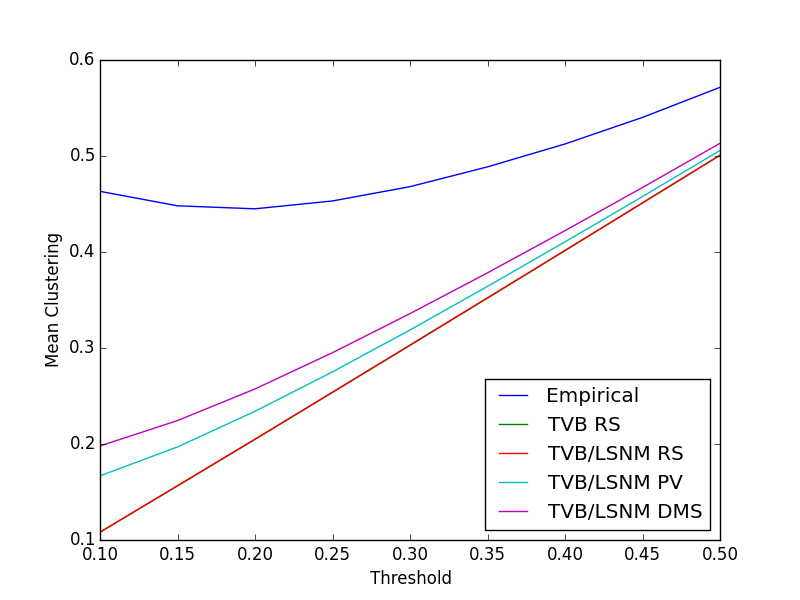 0.6
0.5
0.4
0.3
0.2
0.1
Mean Clustering
Empirical
TVB RS
TVB/LSNM RS
TVB/LSNM PV
TVB/LSNM DMS
0.10 0.15 0.20 0.25 0.30 0.35 0.40 0.45 0.50
Threshold